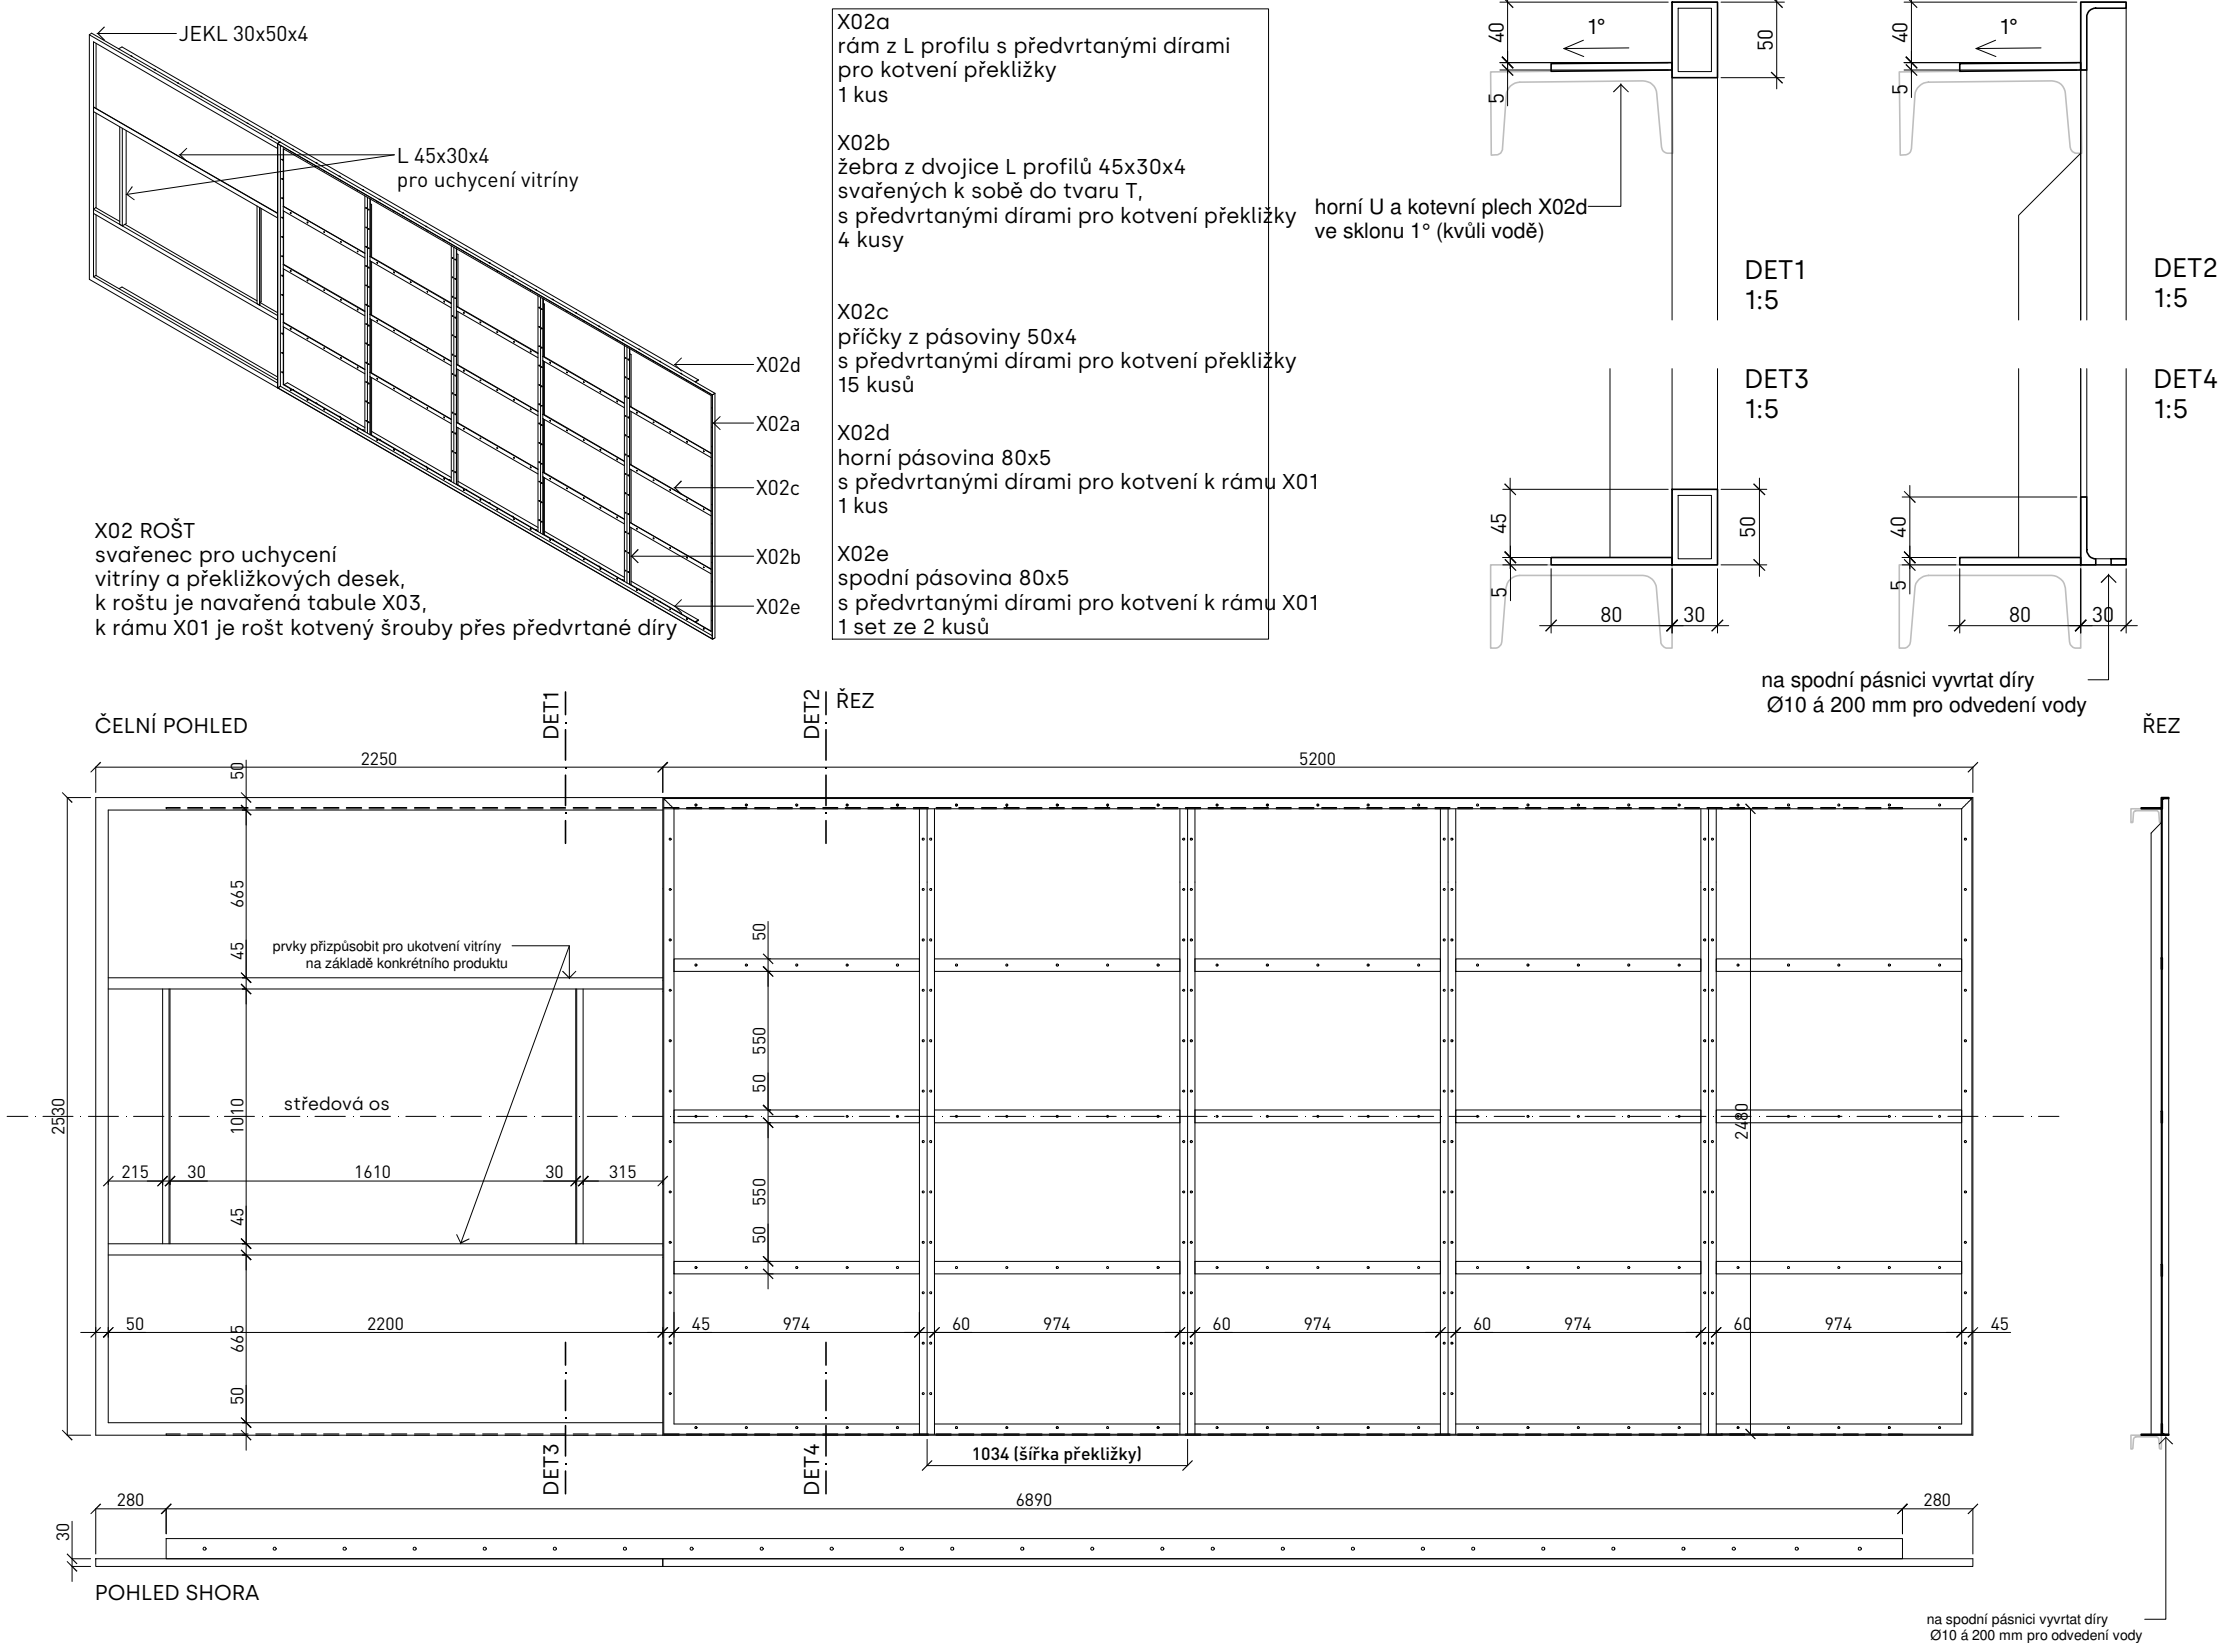 JEKL 30x50x4
L 45x30x4
pro uchycení vitríny
X02d
X02a
X02c
X02b
X02e
X02 ROŠT
svařenec pro uchycení
vitríny a překližkových desek,
k roštu je navařená tabule X03,
k rámu X01 je rošt kotvený šrouby přes předvrtané díry
X02a
rám z L profilu s předvrtanými dírami
pro kotvení překližky
1 kus
X02b
žebra z dvojice L profilů 45x30x4
svařených k sobě do tvaru T,
s předvrtanými dírami pro kotvení překližky
4 kusy
X02c
příčky z pásoviny 50x4
s předvrtanými dírami pro kotvení překližky
15 kusů
X02d
horní pásovina 80x5
s předvrtanými dírami pro kotvení k rámu X01
1 kus
X02e
spodní pásovina 80x5
s předvrtanými dírami pro kotvení k rámu X01
1 set ze 2 kusů
40
1°
50
5
horní U a kotevní plech X02d
ve sklonu 1° (kvůli vodě)
DET1
1:5
40
1°
5
DET2
1:5
DET3
1:5
45
50
5
80
30
DET4
1:5
40
5
80
30
na spodní pásnici vyvrtat díry
Ø10 á 200 mm pro odvedení vody
ČELNÍ POHLED
DET1
DET2
ŘEZ
ŘEZ
2250
5200
50
665
45
prvky přizpůsobit pro ukotvení vitríny
na základě konkrétního produktu
50
550
50
2530
1010
středová os
2480
215
30
1610
30
315
550
45
50
50
2200
665
45
974
60
974
60
974
60
974
60
974
45
50
DET3
DET4
1034 (šířka překližky)
280
6890
280
30
POHLED SHORA
na spodní pásnici vyvrtat díry
Ø10 á 200 mm pro odvedení vody